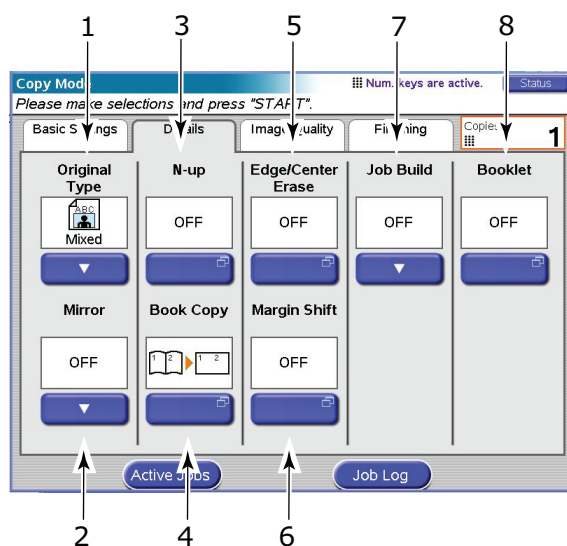 1 3 5 7 8
Copy Mode Num. keys are active. Status
Please make selections and press "START".
Basic Settings Details Image Quality Finishing Copies 1
Original Type N-up Edge/Center Erase Job Build Booklet
ABC
Mixed OFF OFF OFF OFF
Mirror Book Copy Margin Shift
OFF 1 2 1 2 OFF
Active Jobs Job Log
2 4 6